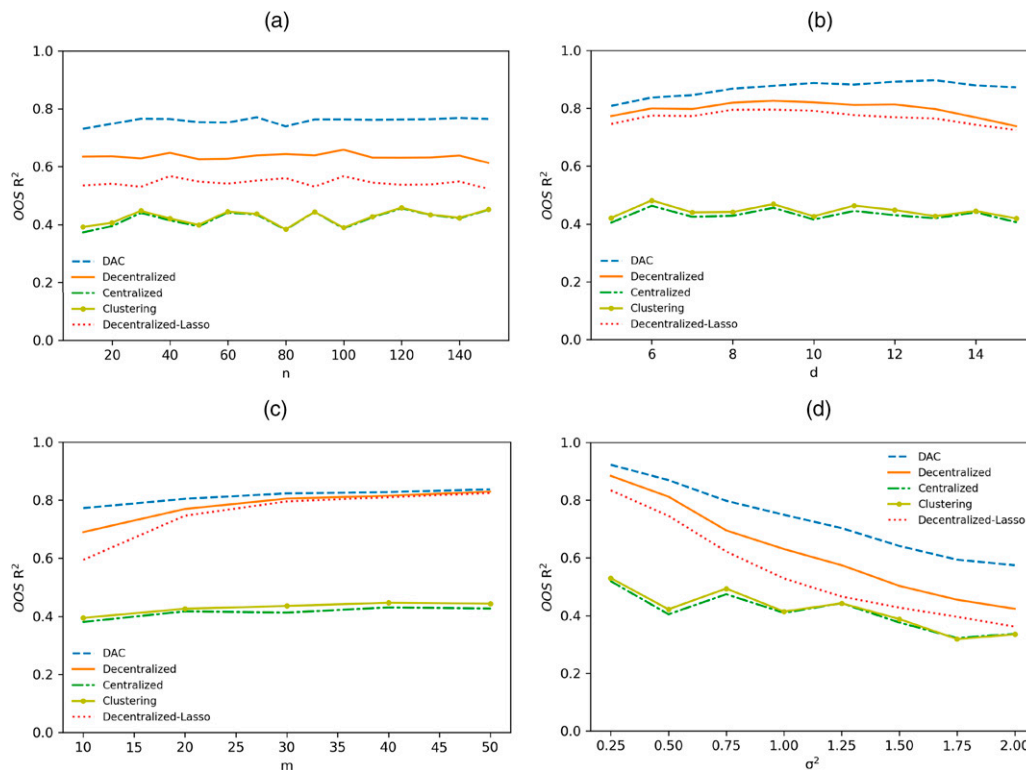 (a)
1.0
0.8
0.6
0.4
0.2
0.0
OOS R²
DAC
Decentralized
Centralized
Clustering
Decentralized-Lasso
20 40 60 80 100 120 140
n
(b)
1.0
0.8
0.6
0.4
0.2
0.0
OOS R²
DAC
Decentralized
Centralized
Clustering
Decentralized-Lasso
6 8 10 12 14
d
(c)
1.0
0.8
0.6
0.4
0.2
0.0
OOS R²
DAC
Decentralized
Centralized
Clustering
Decentralized-Lasso
10 15 20 25 30 35 40 45 50
m
(d)
1.0
0.8
0.6
0.4
0.2
0.0
OOS R²
DAC
Decentralized
Centralized
Clustering
Decentralized-Lasso
0.25 0.50 0.75 1.00 1.25 1.50 1.75 2.00
σ²